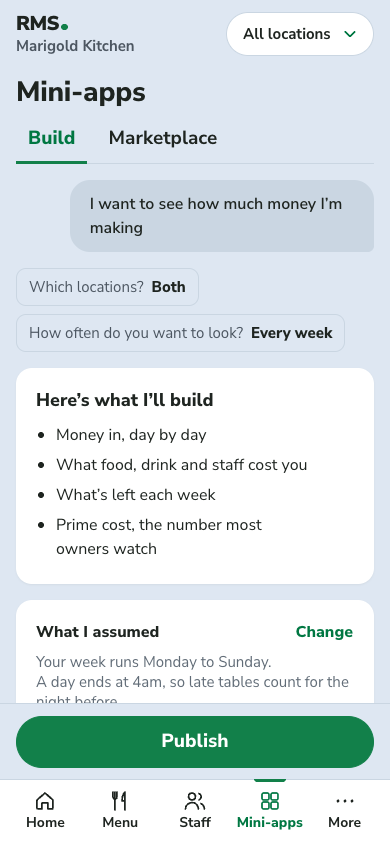 RMS.
Marigold Kitchen
All locations
Mini-apps
Build
Marketplace
I want to see how much money I’m
making
Which locations? Both
How often do you want to look? Every week
Here’s what I’ll build
• Money in, day by day
• What food, drink and staff cost you
• What’s left each week
• Prime cost, the number most
owners watch
What I assumed
Change
Your week runs Monday to Sunday.
A day ends at 4am, so late tables count for the
night before.
Publish
Home
Menu
Staff
Mini-apps
More